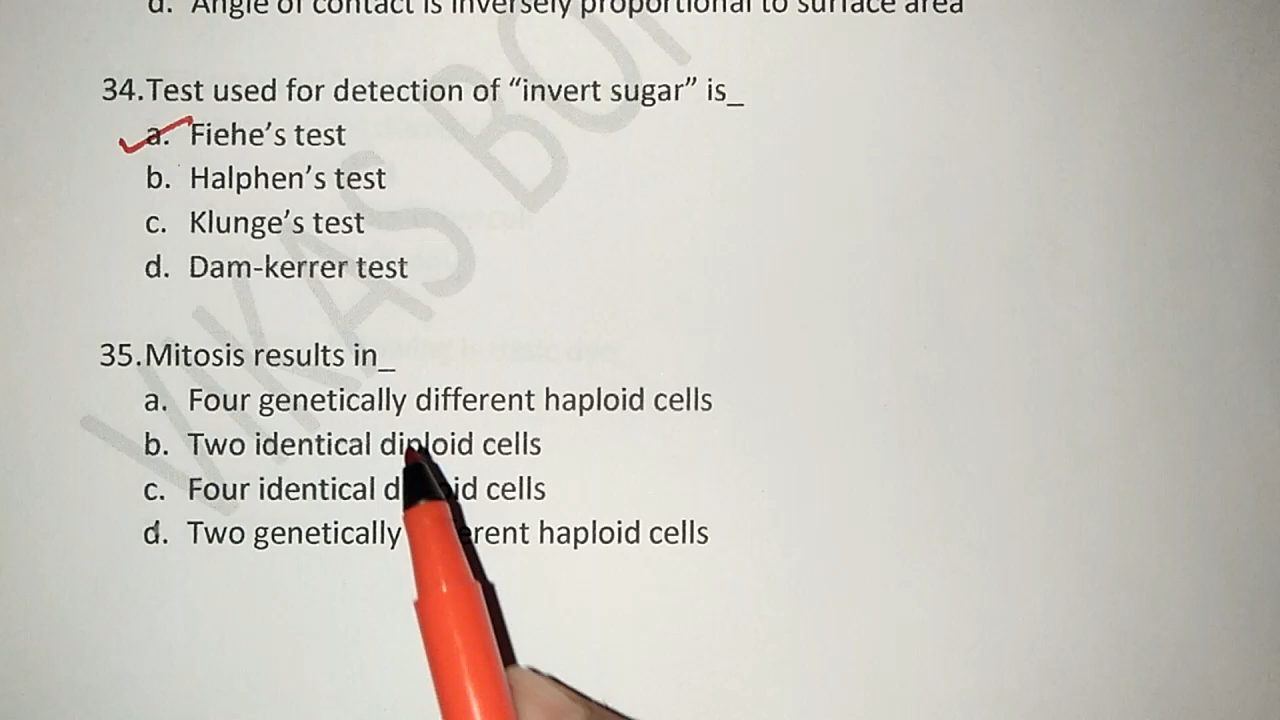 d. Angle of contact is inversely proportional to surface area
34.Test used for detection of “invert sugar” is_
a. Fiehe’s test
b. Halphen’s test
c. Klunge’s test
d. Dam-kerrer test
35.Mitosis results in_
a. Four genetically different haploid cells
b. Two identical diploid cells
c. Four identical cells
d. Two genetically haploid cells
VIKAS